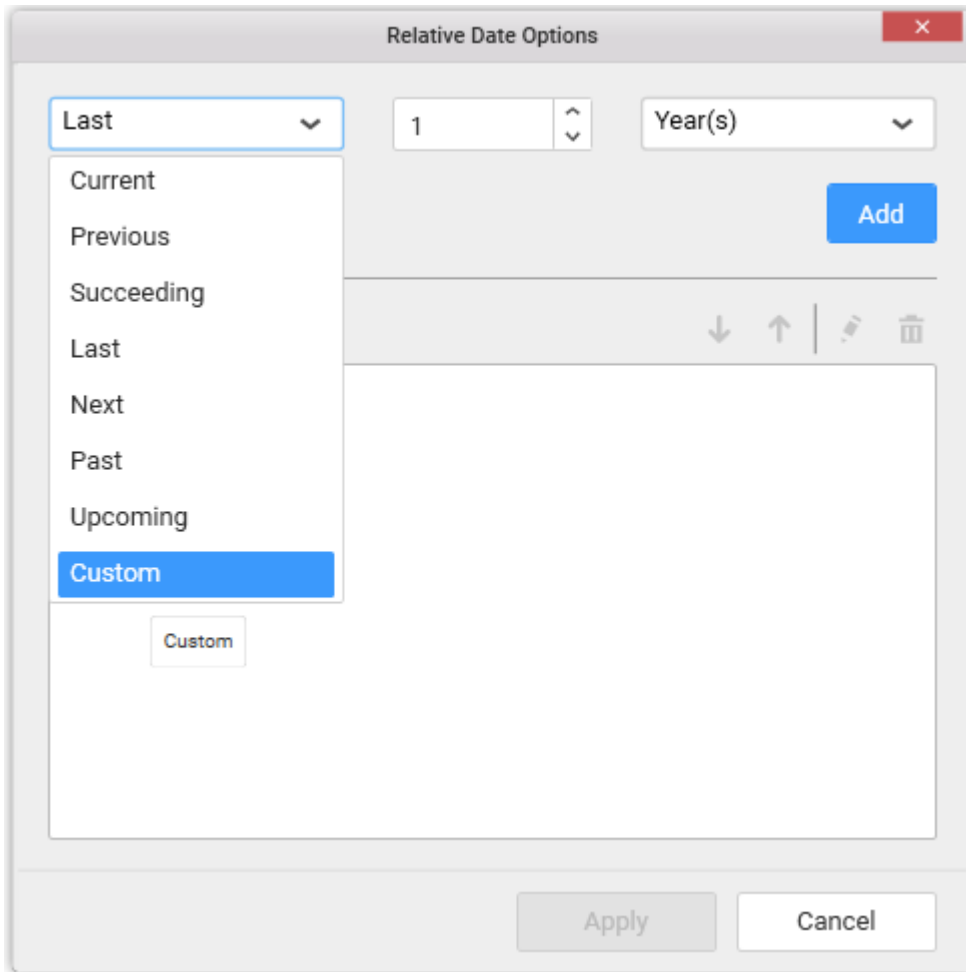 Relative Date Options
Last 1 Year(s)
Current
Previous
Add
Succeeding
Last
Next
Past
Upcoming
Custom
Custom
Apply Cancel